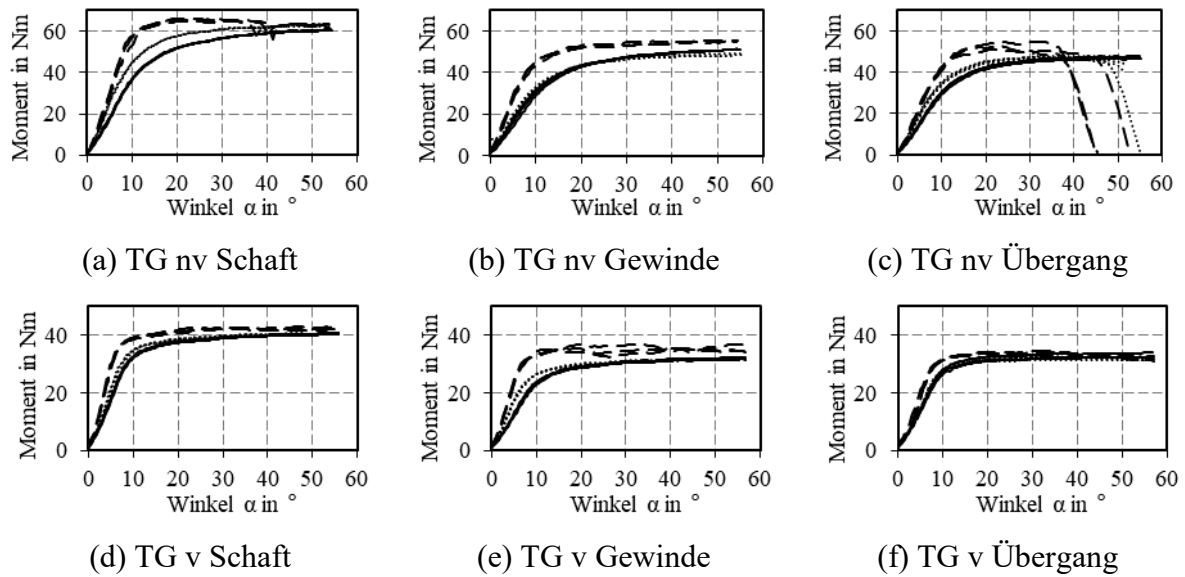 Moment in Nm
60
40
20
0
0 10 20 30 40 50 60
Winkel α in °
(a) TG nv Schaft
Moment in Nm
60
40
20
0
0 10 20 30 40 50 60
Winkel α in °
(b) TG nv Gewinde
Moment in Nm
60
40
20
0
0 10 20 30 40 50 60
Winkel α in °
(c) TG nv Übergang
Moment in Nm
40
20
0
0 10 20 30 40 50 60
Winkel α in °
(d) TG v Schaft
Moment in Nm
40
20
0
0 10 20 30 40 50 60
Winkel α in °
(e) TG v Gewinde
Moment in Nm
40
20
0
0 10 20 30 40 50 60
Winkel α in °
(f) TG v Übergang